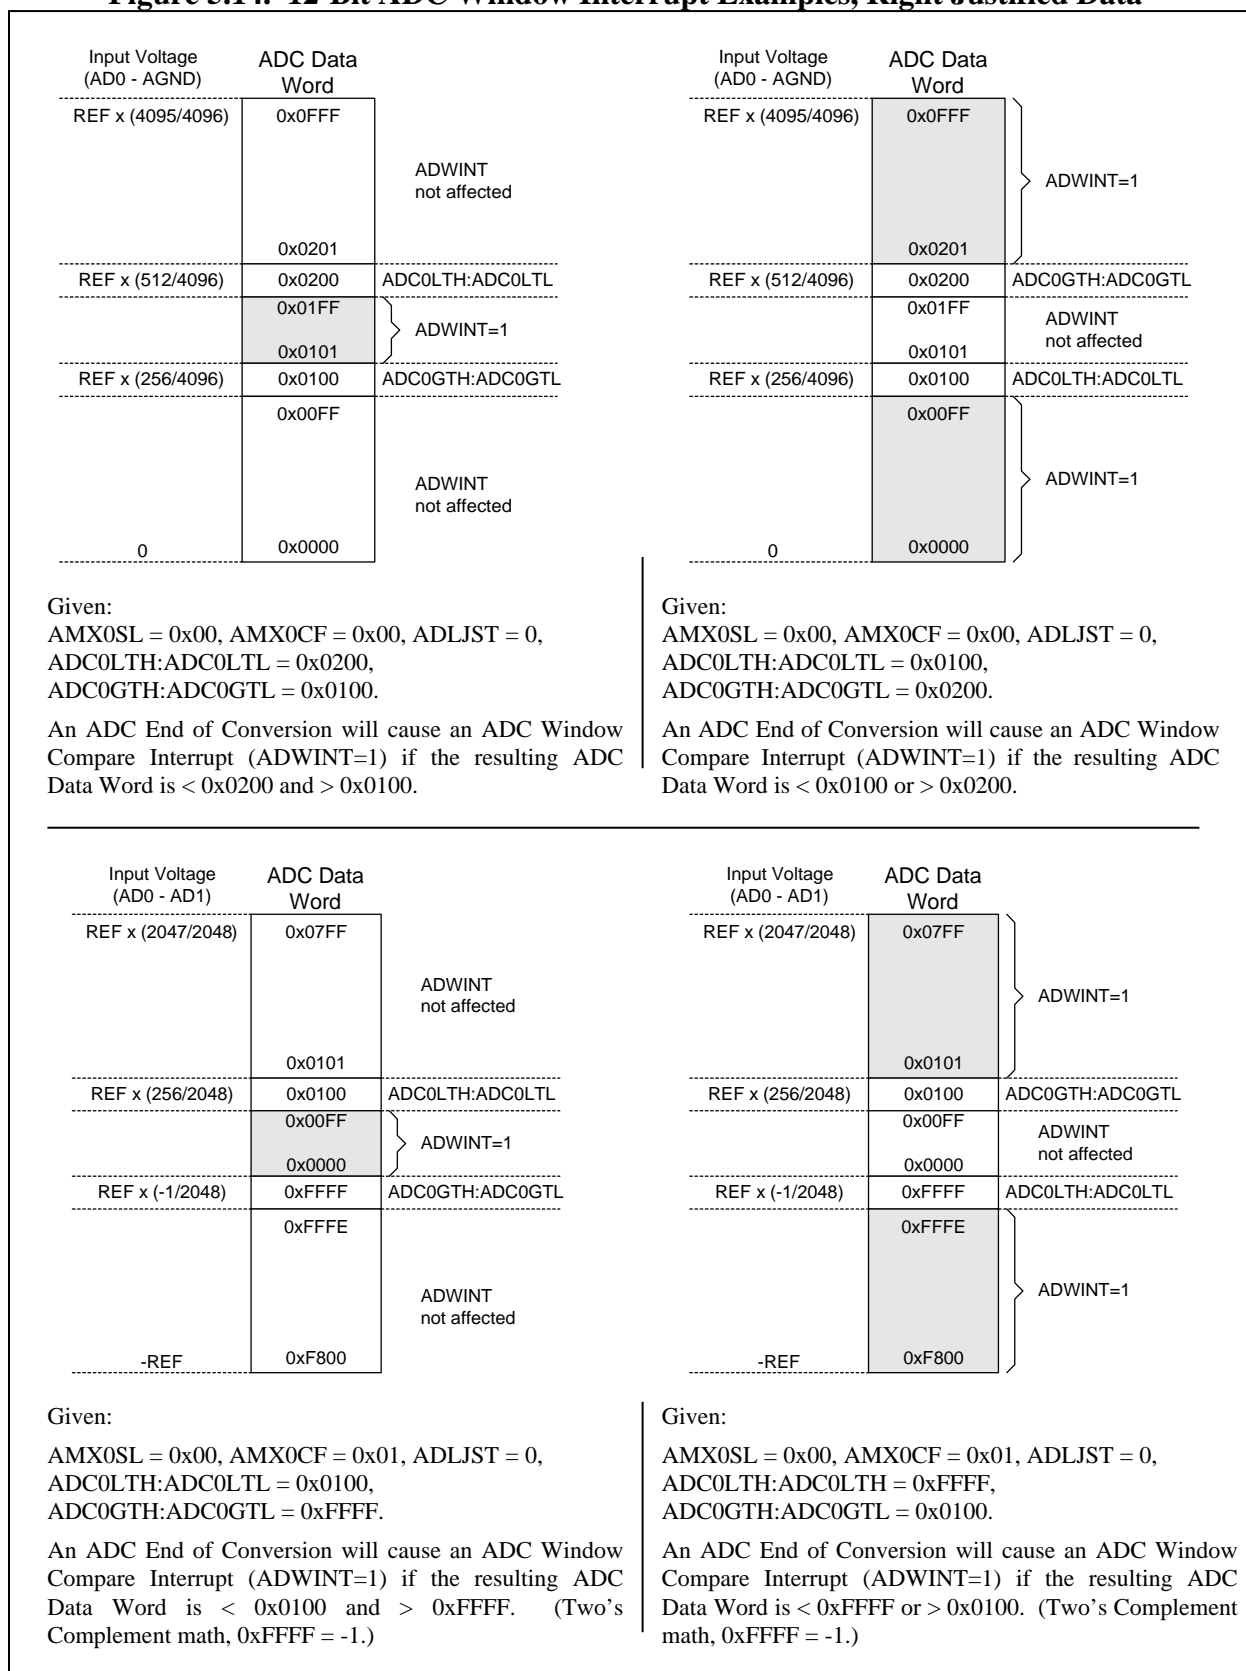 Figure 5.14. 12-Bit ADC Window Interrupt Examples, Right Justified Data
Input Voltage
(AD0 - AGND)
ADC Data
Word
REF x (4095/4096)
0x0FFF
ADWINT
not affected
0x0201
REF x (512/4096)
0x0200
ADC0LTH:ADC0LTL
0x01FF
ADWINT=1
0x0101
REF x (256/4096)
0x0100
ADC0GTH:ADC0GTL
0x00FF
ADWINT
not affected
0
0x0000
Given:
AMX0SL = 0x00, AMX0CF = 0x00, ADLJST = 0,
ADC0LTH:ADC0LTL = 0x0200,
ADC0GTH:ADC0GTL = 0x0100.
An ADC End of Conversion will cause an ADC Window
Compare Interrupt (ADWINT=1) if the resulting ADC
Data Word is < 0x0200 and > 0x0100.
Input Voltage
(AD0 - AGND)
ADC Data
Word
REF x (4095/4096)
0x0FFF
ADWINT=1
0x0201
REF x (512/4096)
0x0200
ADC0GTH:ADC0GTL
0x01FF
ADWINT
not affected
0x0101
REF x (256/4096)
0x0100
ADC0LTH:ADC0LTL
0x00FF
ADWINT=1
0
0x0000
Given:
AMX0SL = 0x00, AMX0CF = 0x00, ADLJST = 0,
ADC0LTH:ADC0LTL = 0x0100,
ADC0GTH:ADC0GTL = 0x0200.
An ADC End of Conversion will cause an ADC Window
Compare Interrupt (ADWINT=1) if the resulting ADC
Data Word is < 0x0100 or > 0x0200.
Input Voltage
(AD0 - AD1)
ADC Data
Word
REF x (2047/2048)
0x07FF
ADWINT
not affected
0x0101
REF x (256/2048)
0x0100
ADC0LTH:ADC0LTL
0x00FF
ADWINT=1
0x0000
REF x (-1/2048)
0xFFFF
ADC0GTH:ADC0GTL
0xFFFE
ADWINT
not affected
-REF
0xF800
Given:
AMX0SL = 0x00, AMX0CF = 0x01, ADLJST = 0,
ADC0LTH:ADC0LTL = 0x0100,
ADC0GTH:ADC0GTL = 0xFFFF.
An ADC End of Conversion will cause an ADC Window
Compare Interrupt (ADWINT=1) if the resulting ADC
Data Word is < 0x0100 and > 0xFFFF. (Two's
Complement math, 0xFFFF = -1.)
Input Voltage
(AD0 - AD1)
ADC Data
Word
REF x (2047/2048)
0x07FF
ADWINT=1
0x0101
REF x (256/2048)
0x0100
ADC0GTH:ADC0GTL
0x00FF
ADWINT
not affected
0x0000
REF x (-1/2048)
0xFFFF
ADC0LTH:ADC0LTL
0xFFFE
ADWINT=1
-REF
0xF800
Given:
AMX0SL = 0x00, AMX0CF = 0x01, ADLJST = 0,
ADC0LTH:ADC0LTH = 0xFFFF,
ADC0GTH:ADC0GTL = 0x0100.
An ADC End of Conversion will cause an ADC Window
Compare Interrupt (ADWINT=1) if the resulting ADC
Data Word is < 0xFFFF or > 0x0100. (Two's Complement
math, 0xFFFF = -1.)